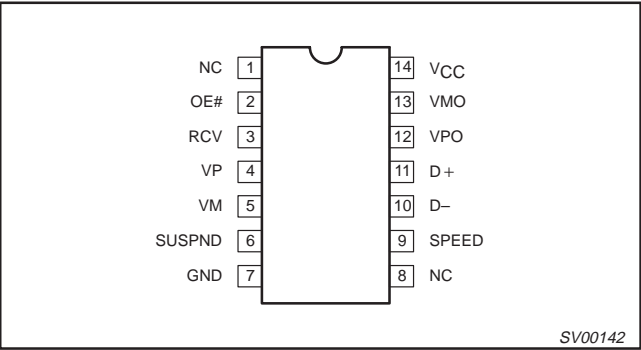 NC 1 14 VCC
OE# 2 13 VMO
RCV 3 12 VPO
VP 4 11 D+
VM 5 10 D–
SUSPND 6 9 SPEED
GND 7 8 NC
SV00142